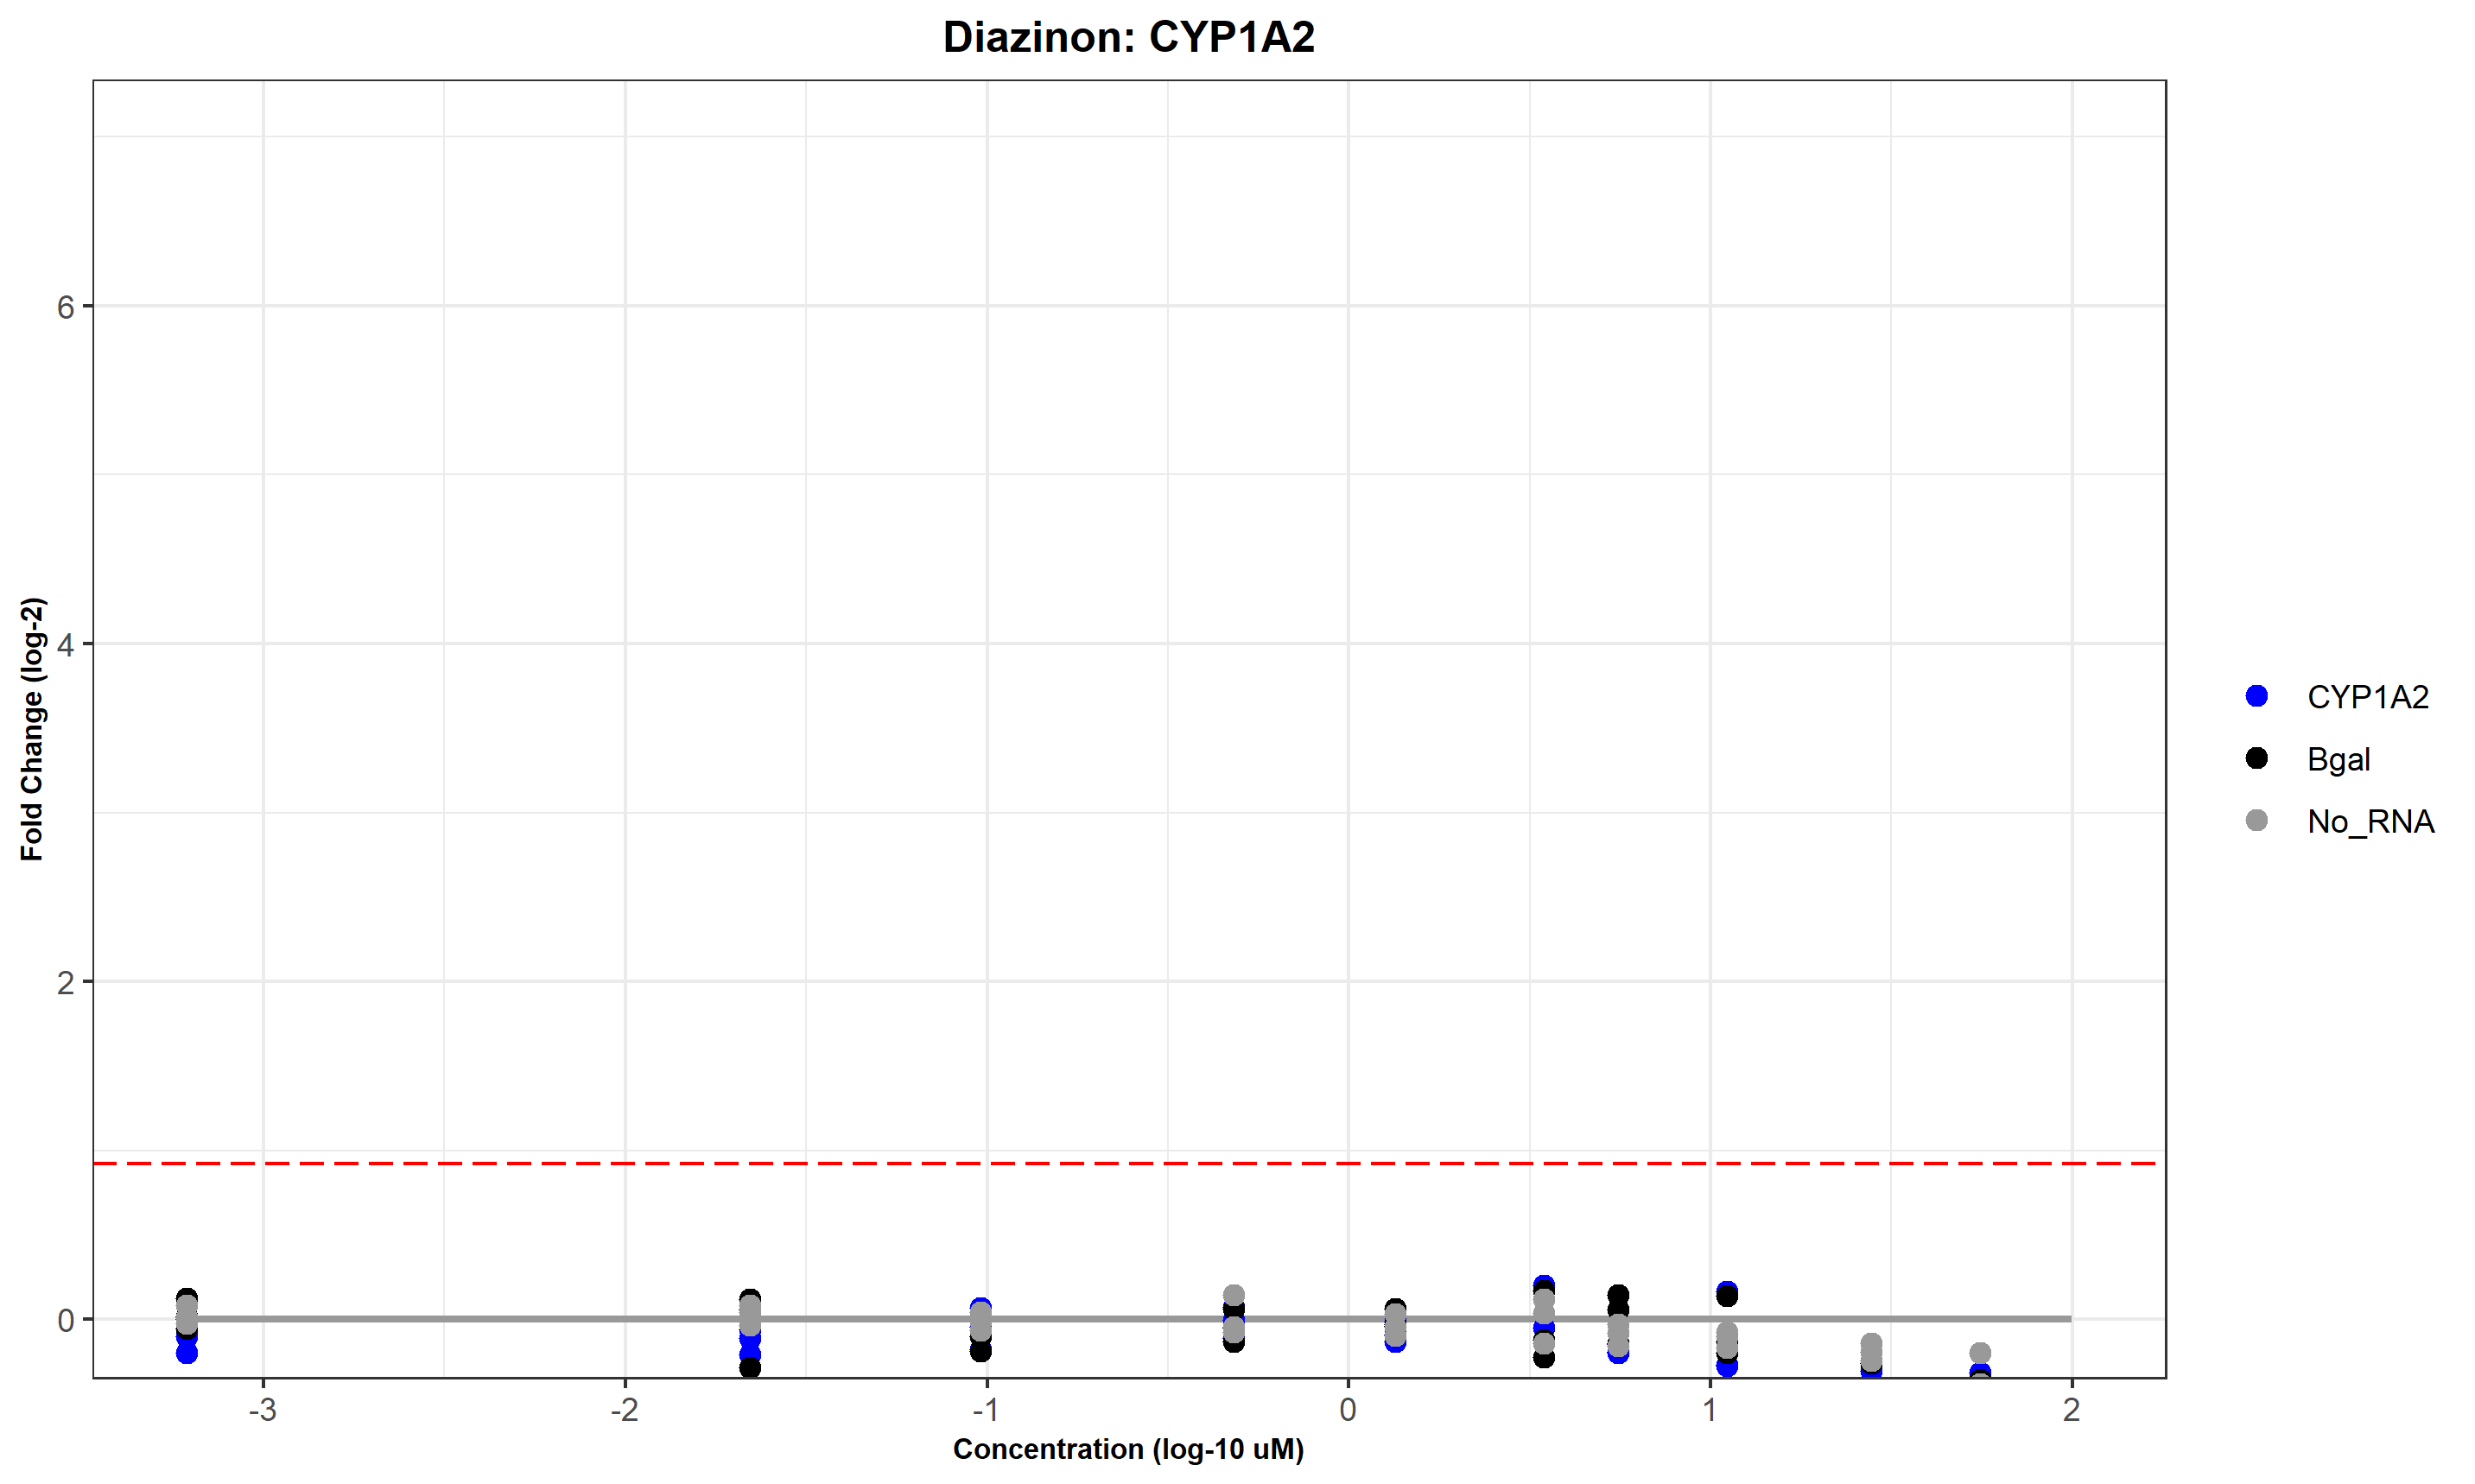 Diazinon: CYP1A2
Fold Change (log-2)
6
4
2
0
-3
-2
-1
0
1
2
Concentration (log-10 uM)
CYP1A2
Bgal
No_RNA